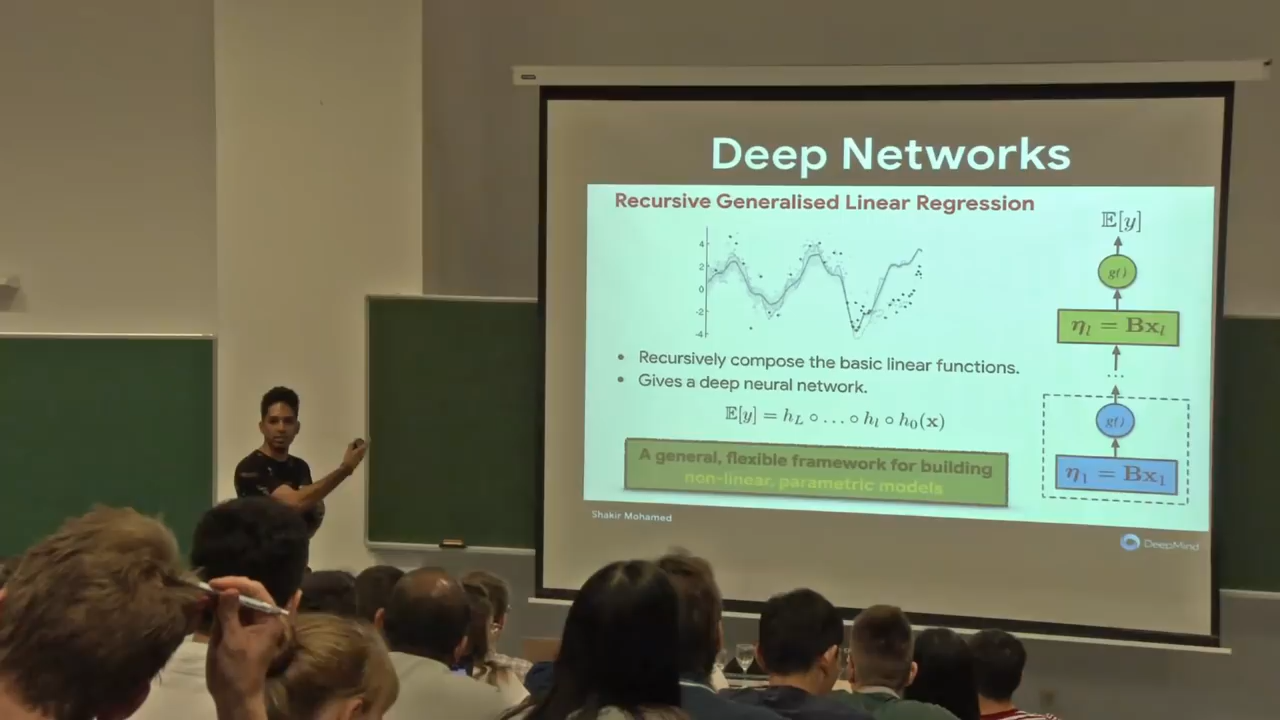 Deep Networks
Recursive Generalised Linear Regression
4
2
0
-2
-4
• Recursively compose the basic linear functions.
• Gives a deep neural network.
𝔼[y] = h_L ∘ … ∘ h_l ∘ h_0(x)
A general, flexible framework for building
non-linear, parametric models
𝔼[y]
g()
η_l = Bx_l
...
g()
η_1 = Bx_1
Shakir Mohamed
DeepMind